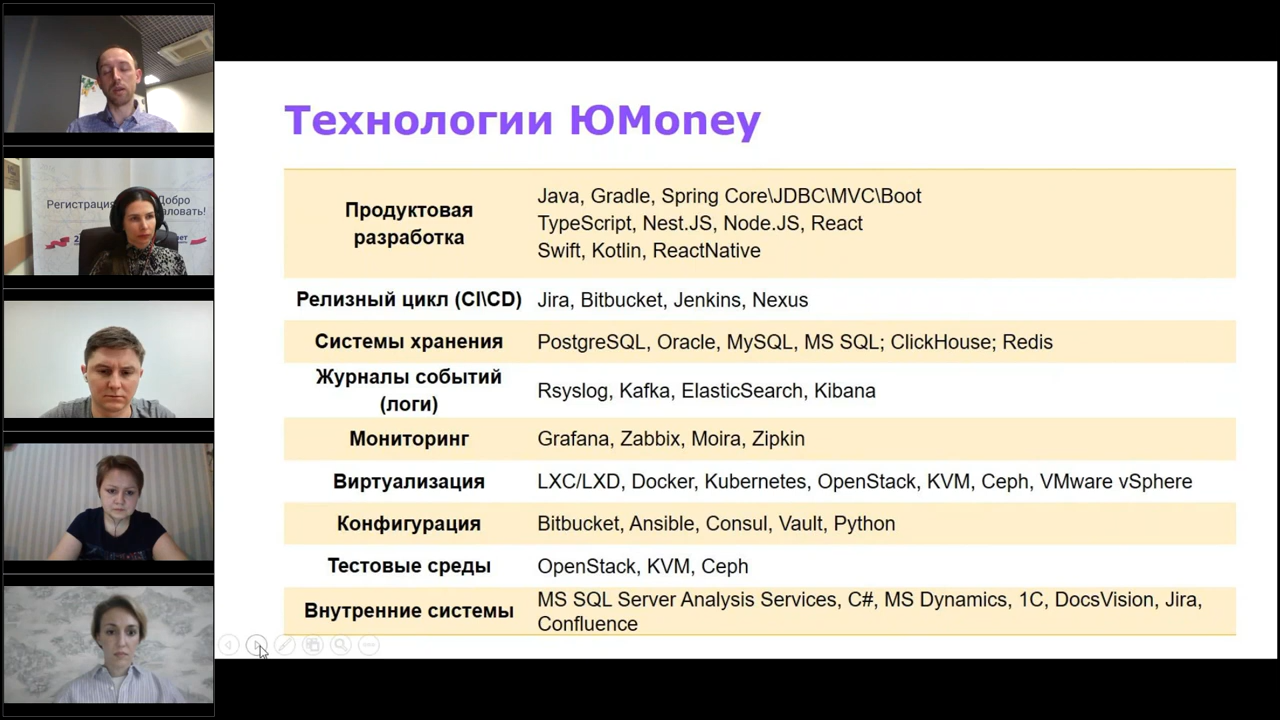 Технологии ЮMoney
Продуктовая
разработка
Java, Gradle, Spring Core\JDBC\MVC\Boot
TypeScript, Nest.JS, Node.JS, React
Swift, Kotlin, ReactNative
Релизный цикл (CI\CD)
Jira, Bitbucket, Jenkins, Nexus
Системы хранения
PostgreSQL, Oracle, MySQL, MS SQL; ClickHouse; Redis
Журналы событий
(логи)
Rsyslog, Kafka, ElasticSearch, Kibana
Мониторинг
Grafana, Zabbix, Moira, Zipkin
Виртуализация
LXC/LXD, Docker, Kubernetes, OpenStack, KVM, Ceph, VMware vSphere
Конфигурация
Bitbucket, Ansible, Consul, Vault, Python
Тестовые среды
OpenStack, KVM, Ceph
Внутренние системы
MS SQL Server Analysis Services, C#, MS Dynamics, 1C, DocsVision, Jira,
Confluence
Регистрация
Добро